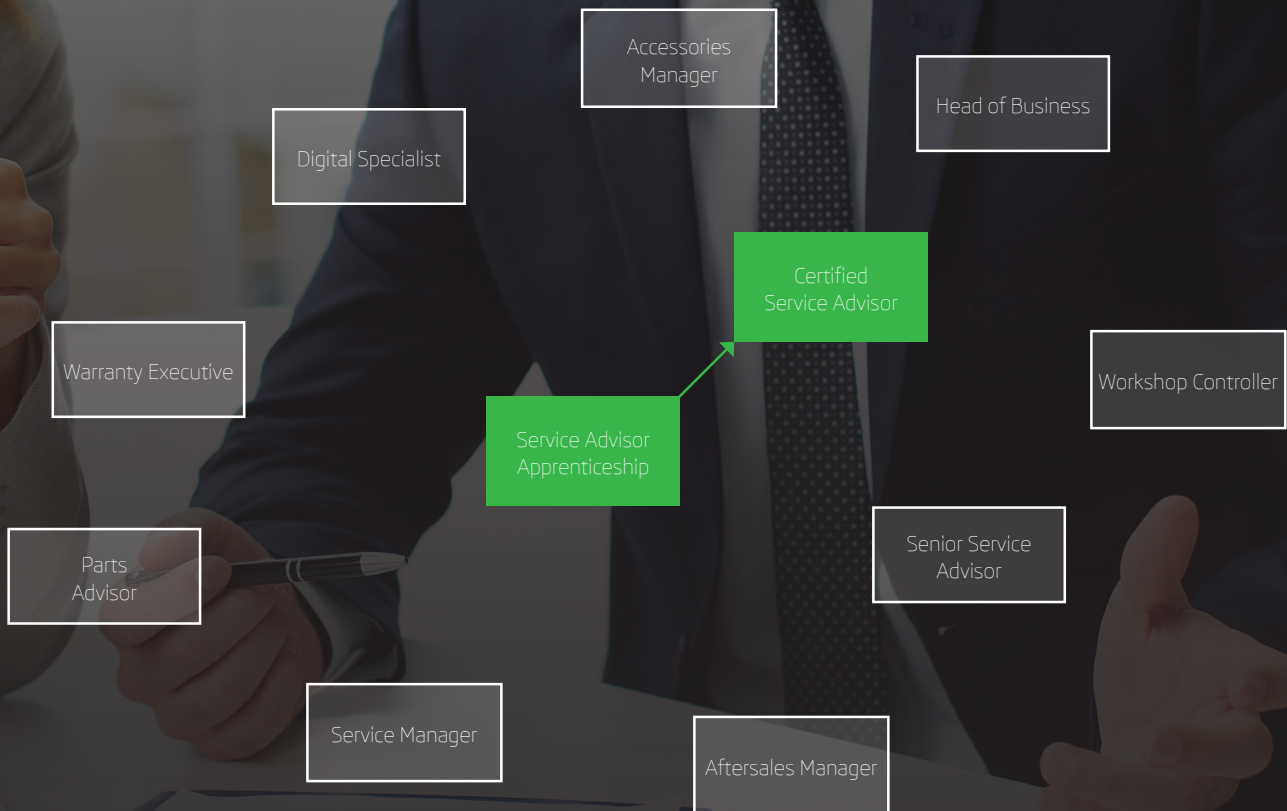 Accessories
Manager
Head of Business
Digital Specialist
Certified
Service Advisor
Warranty Executive
Workshop Controller
Service Advisor
Apprenticeship
Senior Service
Advisor
Parts
Advisor
Service Manager
Aftersales Manager